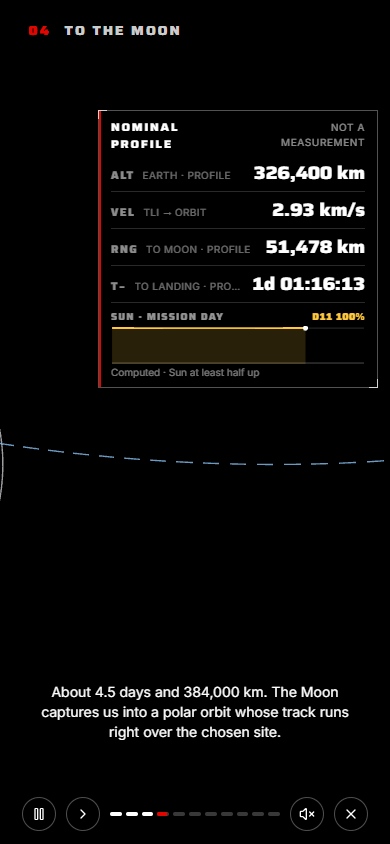 04 TO THE MOON
NOMINAL PROFILE
NOT A MEASUREMENT
ALT EARTH · PROFILE 326,400 km
VEL TLI → ORBIT 2.93 km/s
RNG TO MOON · PROFILE 51,478 km
T- TO LANDING · PRO... 1d 01:16:13
SUN · MISSION DAY D11 100%
Computed · Sun at least half up
About 4.5 days and 384,000 km. The Moon
captures us into a polar orbit whose track runs
right over the chosen site.